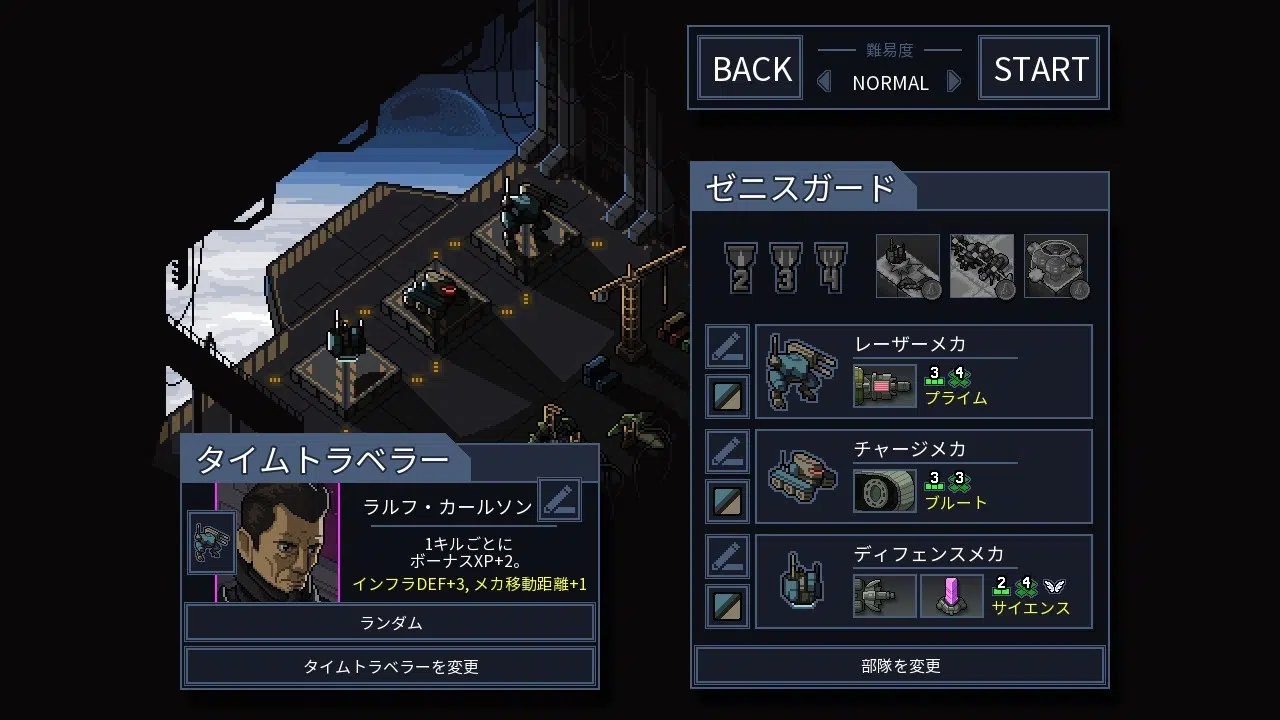 BACK
難易度
NORMAL
START
ゼニスガード
2 3 4
レーザーメカ
3 4
プライム
チャージメカ
3 3
ブルート
ディフェンスメカ
2 4
サイエンス
部隊を変更
タイムトラベラー
ラルフ・カールソン
1キルごとに
ボーナスXP+2。
インフラDEF+3, メカ移動距離+1
ランダム
タイムトラベラーを変更